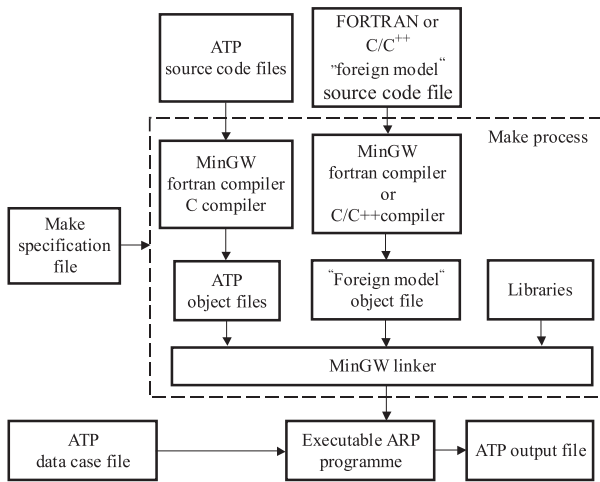 ATP
source code files
FORTRAN or
C/C++
"foreign model"
source code file
Make process
MinGW
fortran compiler
C compiler
MinGW
fortran compiler
or
C/C++compiler
Make
specification
file
ATP
object files
"Foreign model"
object file
Libraries
MinGW linker
ATP
data case file
Executable ARP
programme
ATP output file